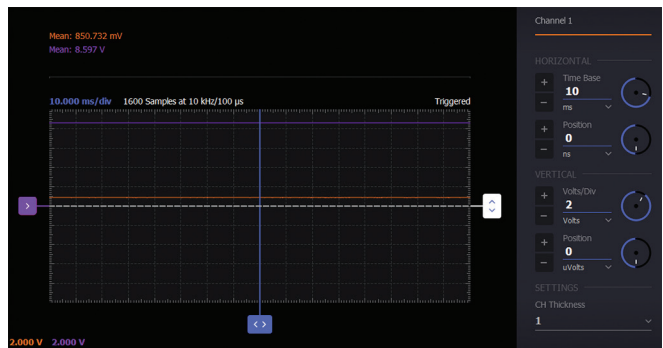 Mean: 850.732 mV
Mean: 8.597 V
10.000 ms/div 1600 Samples at 10 kHz/100 µs Triggered
2.000 V 2.000 V
Channel 1
HORIZONTAL
Time Base
10
ms
Position
0
ns
VERTICAL
Volts/Div
2
Volts
Position
0
uVolts
SETTINGS
CH Thickness
1